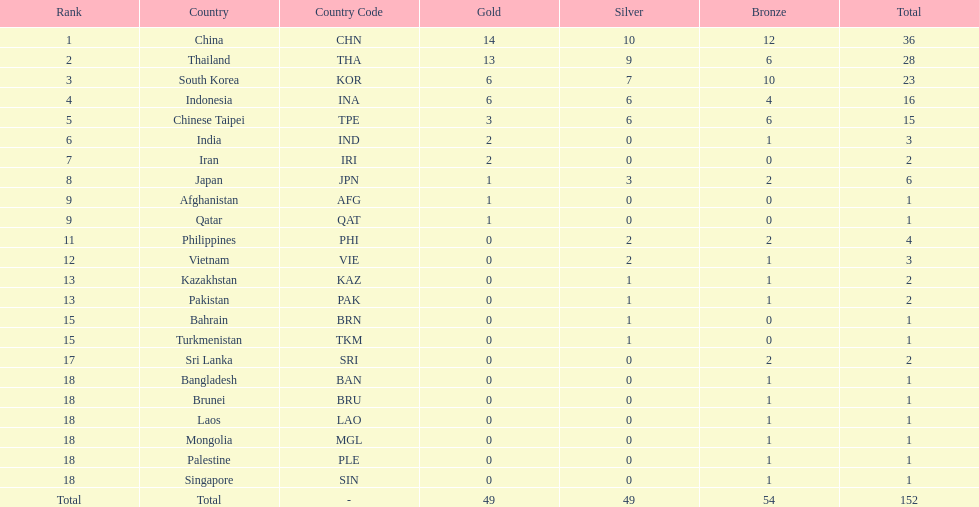 Rank Country Country Code Gold Silver Bronze Total
1 China CHN 14 10 12 36
2 Thailand THA 13 9 6 28
3 South Korea KOR 6 7 10 23
4 Indonesia INA 6 6 4 16
5 Chinese Taipei TPE 3 6 6 15
6 India IND 2 0 1 3
7 Iran IRI 2 0 0 2
8 Japan JPN 1 3 2 6
9 Afghanistan AFG 1 0 0 1
9 Qatar QAT 1 0 0 1
11 Philippines PHI 0 2 2 4
12 Vietnam VIE 0 2 1 3
13 Kazakhstan KAZ 0 1 1 2
13 Pakistan PAK 0 1 1 2
15 Bahrain BRN 0 1 0 1
15 Turkmenistan TKM 0 1 0 1
17 Sri Lanka SRI 0 0 2 2
18 Bangladesh BAN 0 0 1 1
18 Brunei BRU 0 0 1 1
18 Laos LAO 0 0 1 1
18 Mongolia MGL 0 0 1 1
18 Palestine PLE 0 0 1 1
18 Singapore SIN 0 0 1 1
Total Total - 49 49 54 152